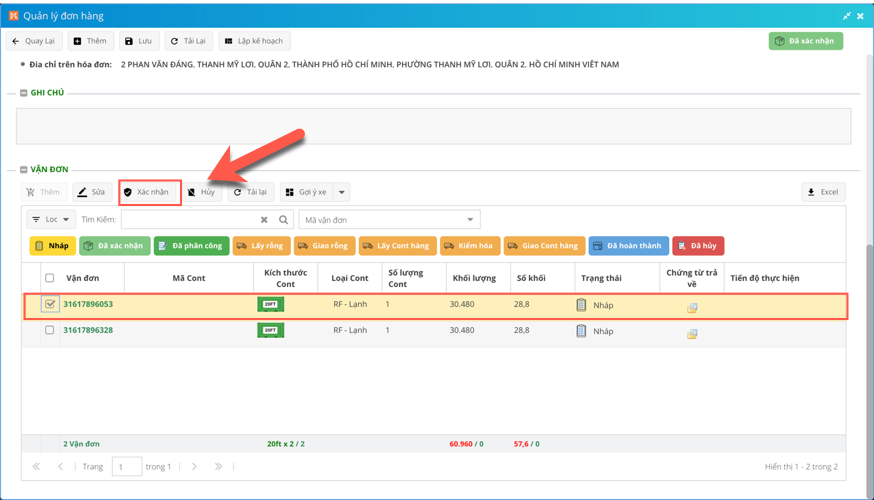 Quản lý đơn hàng
Quay Lại Thêm Lưu Tải Lại Lập kế hoạch Đã xác nhận
Địa chỉ trên hóa đơn: 2 PHAN VĂN ĐÁNG, THẠNH MỸ LỢI, QUẬN 2, THÀNH PHỐ HỒ CHÍ MINH, PHƯỜNG THẠNH MỸ LỢI, QUẬN 2, HỒ CHÍ MINH VIỆT NAM
GHI CHÚ
VẬN ĐƠN
Thêm Sửa Xác nhận Hủy Tải lại Gợi ý xe Excel
Lọc Tìm Kiếm: Mã vận đơn
Nháp Đã xác nhận Đã phân công Lấy rỗng Giao rỗng Lấy Cont hàng Kiểm hóa Giao Cont hàng Đã hoàn thành Đã hủy
Vận đơn Mã Cont Kích thước Cont Loại Cont Số lượng Cont Khối lượng Số khối Trạng thái Chứng từ trả về Tiến độ thực hiện
31617896053 20FT RF - Lạnh 1 30.480 28,8 Nháp
31617896328 20FT RF - Lạnh 1 30.480 28,8 Nháp
2 Vận đơn 20ft x 2 / 2 60.960 / 0 57,6 / 0
Trang 1 trong 1 Hiển thị 1 - 2 trong 2